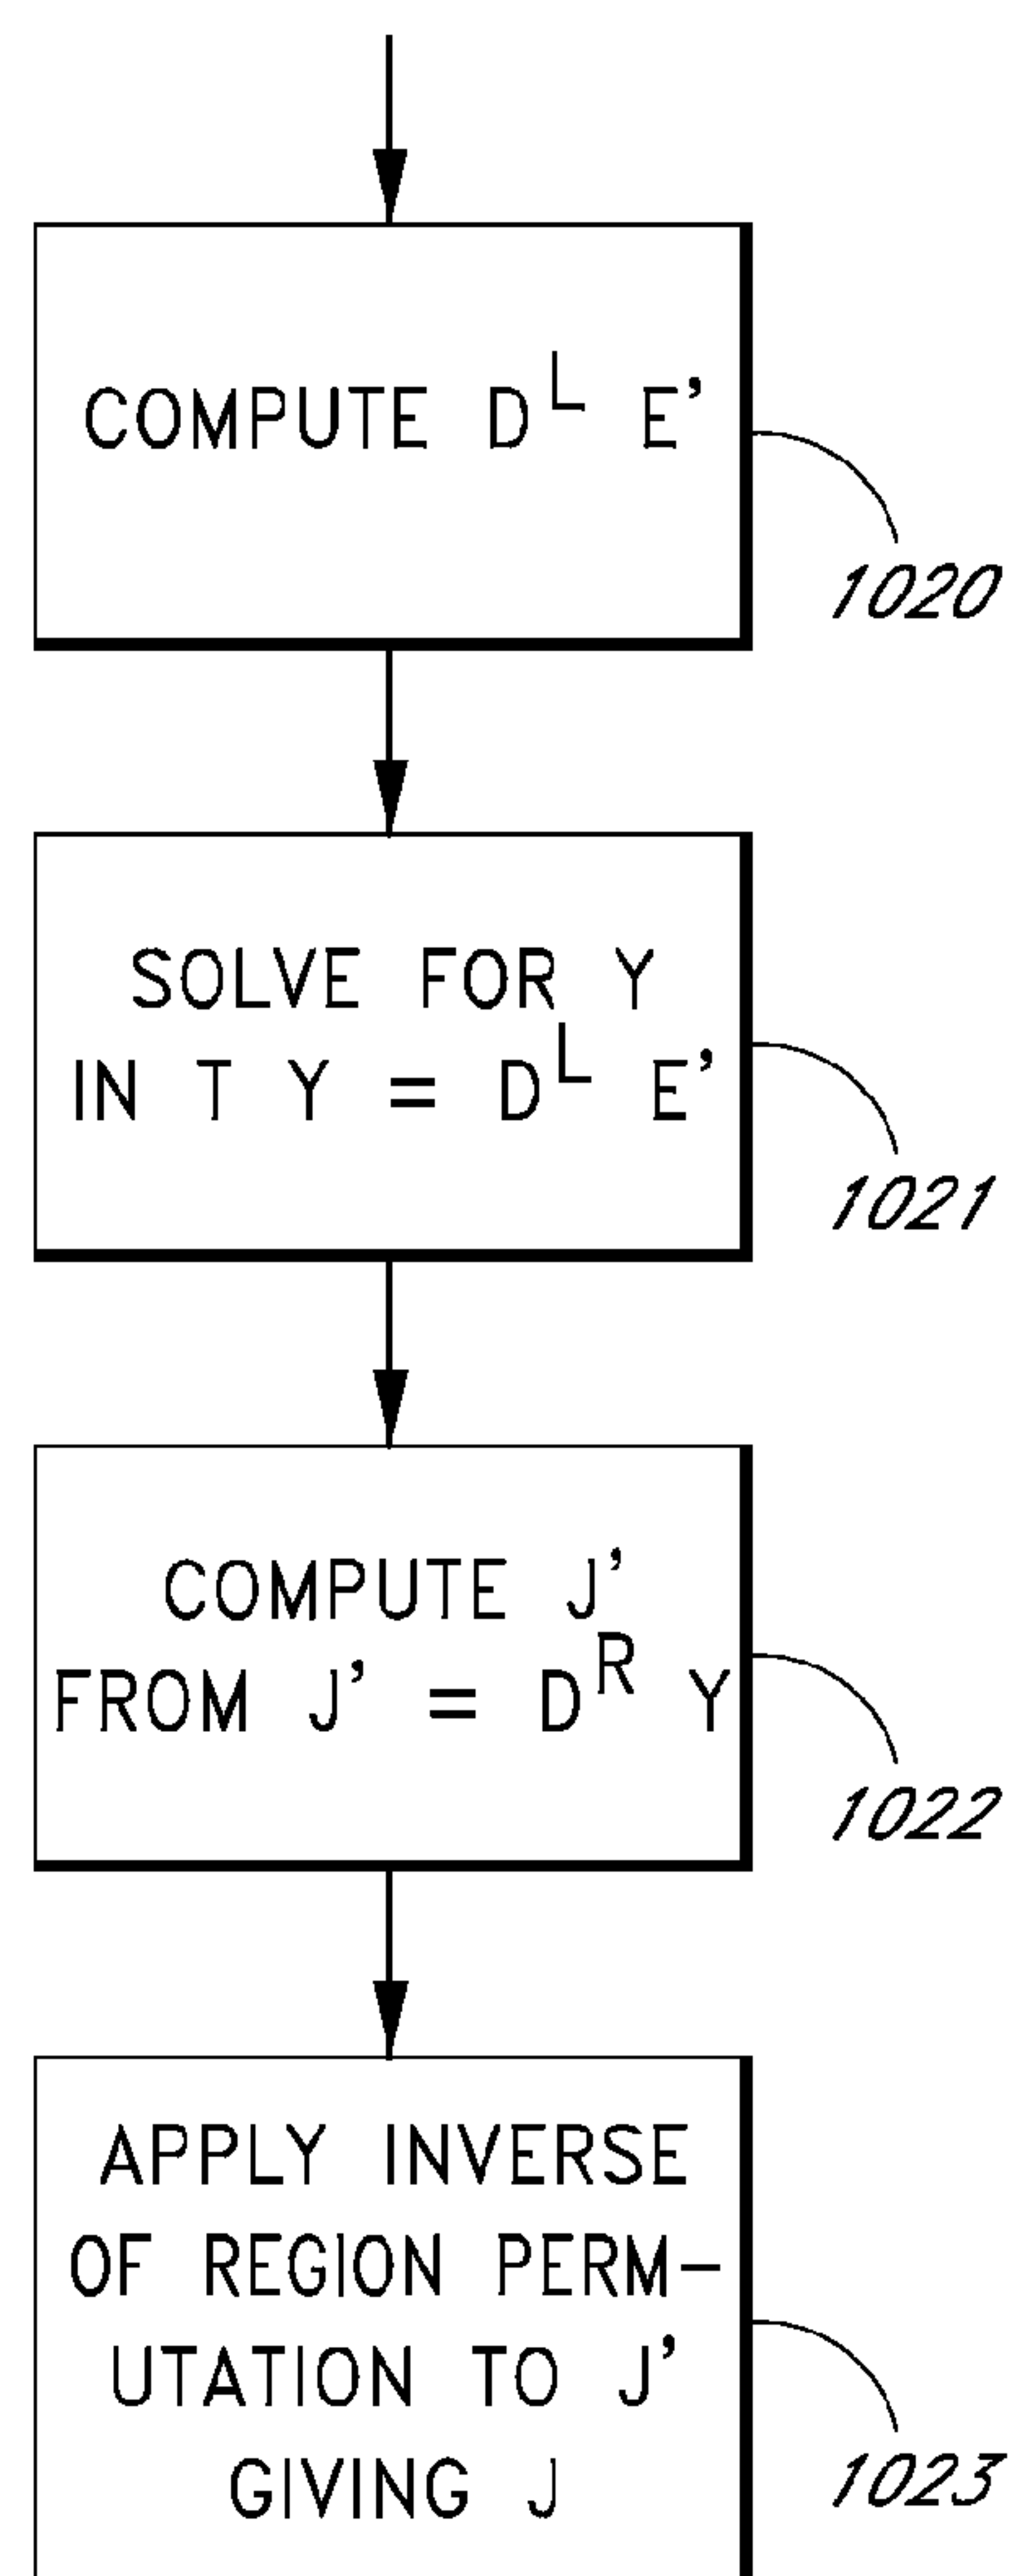 COMPUTE D^L E'
1020
SOLVE FOR Y
IN T Y = D^L E'
1021
COMPUTE J'
FROM J' = D^R Y
1022
APPLY INVERSE
OF REGION PERM-
UTATION TO J'
GIVING J
1023